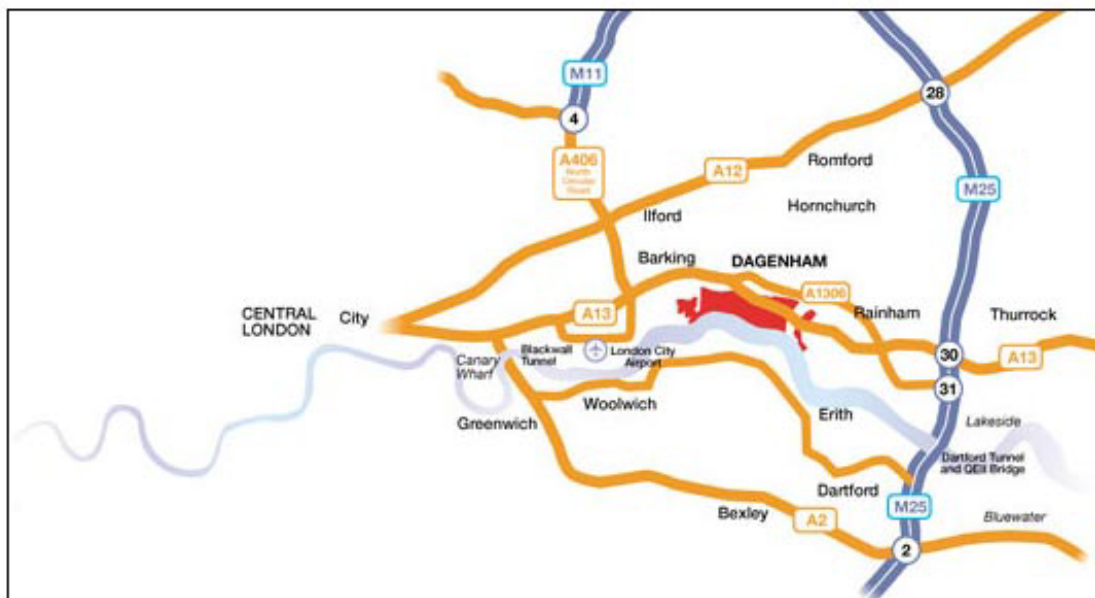 M11
28
4
A406
North
Circular
Road
Romford
A12
M25
Hornchurch
Ilford
Barking
DAGENHAM
A1306
CENTRAL
LONDON
City
A13
Rainham
Thurrock
Canary
Wharf
Blackwall
Tunnel
London City
Airport
30
A13
31
Woolwich
Greenwich
Erith
Lakeside
Dartford Tunnel
and QEII Bridge
Dartford
M25
Bexley
A2
Bluewater
2